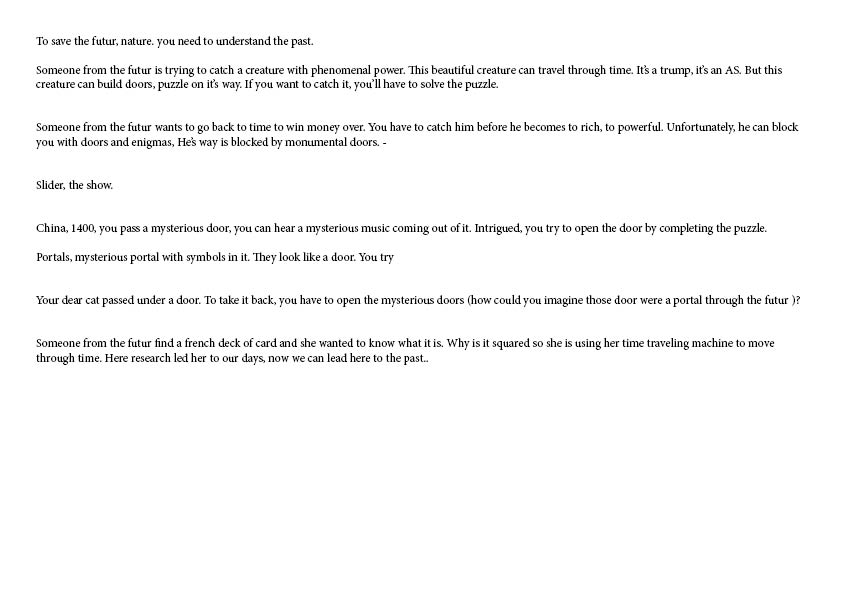 To save the futur, nature. you need to understand the past.
Someone from the futur is trying to catch a creature with phenomenal power. This beautiful creature can travel through time. It's a trump, it's an AS. But this
creature can build doors, puzzle on it's way. If you want to catch it, you'll have to solve the puzzle.
Someone from the futur wants to go back to time to win money over. You have to catch him before he becomes to rich, to powerful. Unfortunately, he can block
you with doors and enigmas, He's way is blocked by monumental doors. -
Slider, the show.
China, 1400, you pass a mysterious door, you can hear a mysterious music coming out of it. Intrigued, you try to open the door by completing the puzzle.
Portals, mysterious portal with symbols in it. They look like a door. You try
Your dear cat passed under a door. To take it back, you have to open the mysterious doors (how could you imagine those door were a portal through the futur )?
Someone from the futur find a french deck of card and she wanted to know what it is. Why is it squared so she is using her time traveling machine to move
through time. Here research led her to our days, now we can lead here to the past..